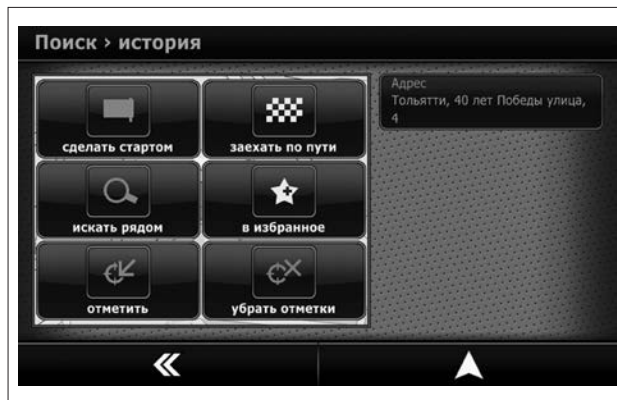 Поиск › история
сделать стартом
заехать по пути
Адрес
Тольятти, 40 лет Победы улица,
4
искать рядом
в избранное
отметить
убрать отметки